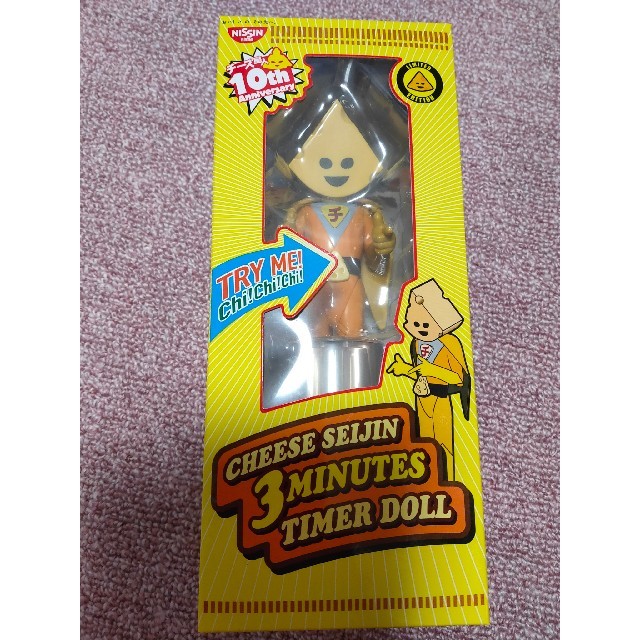 NISSIN
チーズ星人
10th
Anniversary
LIMITED
EDITION
チ
TRY ME!
Chi! Chi! Chi!
チ
CHEESE SEIJIN
3 MINUTES
TIMER DOLL